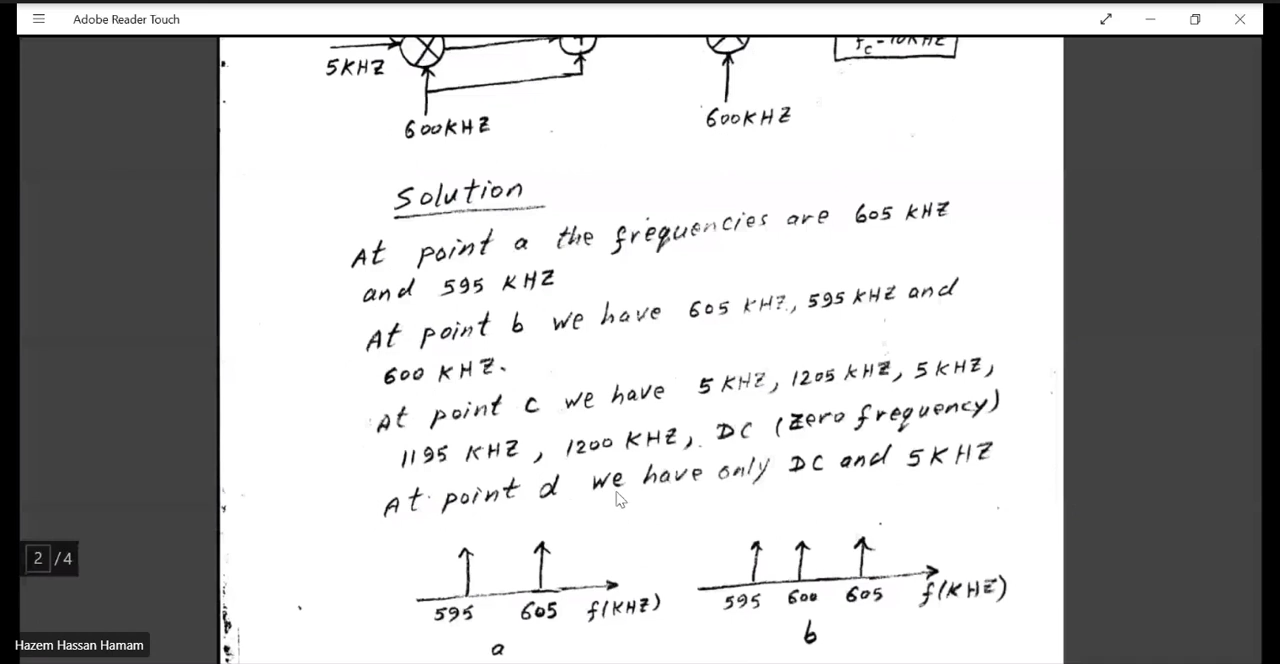 Adobe Reader Touch
5KHZ
fc = 10KHZ
600KHZ
600KHZ
Solution
At point a the frequencies are 605 KHZ
and 595 KHZ
At point b we have 605 KHZ, 595 KHZ and
600 KHZ.
At point c we have 5 KHZ, 1205 KHZ, 5 KHZ,
1195 KHZ, 1200 KHZ, DC (zero frequency)
At point d we have only DC and 5 KHZ
595 605 f(KHZ)
595 600 605 f(KHZ)
a
b
2 / 4
Hazem Hassan Hamam